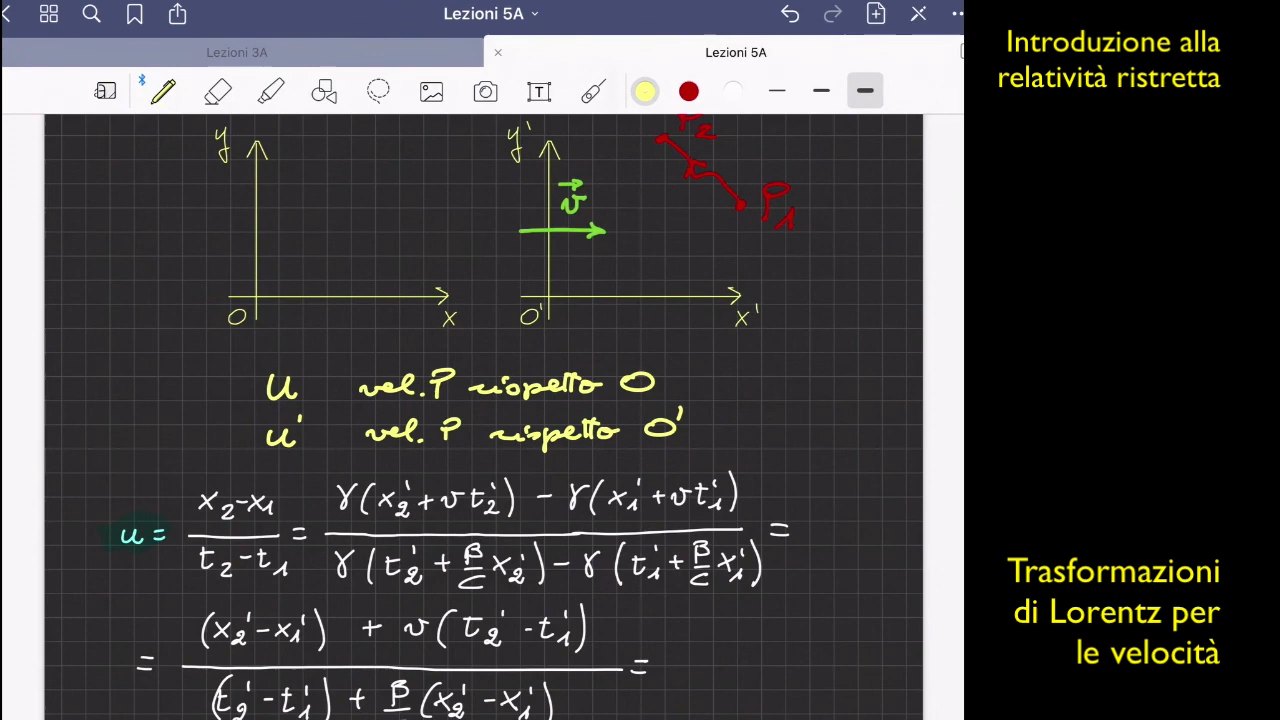 Lezioni 5A
Lezioni 3A
Lezioni 5A
T
Introduzione alla
relatività ristretta
y
y'
P₂
v⃗
P₁
O
x
O'
x'
u vel. P rispetto O
u' vel. P rispetto O'
u = (x₂-x₁)/(t₂-t₁) = (γ(x₂'+vt₂') - γ(x₁'+vt₁'))/(γ(t₂'+β/c x₂') - γ(t₁'+β/c x₁')) =
= ((x₂'-x₁') + v(t₂'-t₁'))/((t₂'-t₁') + β (x₂'-x₁')) =
Trasformazioni
di Lorentz per
le velocità